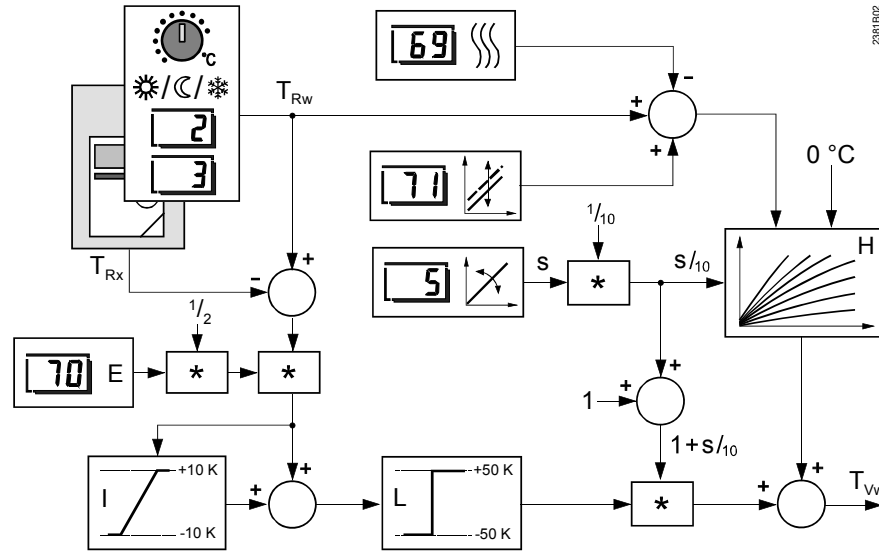 2381B02
69
−
°C
/ /
T_Rw
+
2
+
3
71
0 °C
1/10
H
T_Rx
+
−
5
s
*
s/10
1/2
70
E
*
*
+
+
1
1+s/10
I
+10 K
-10 K
+
+
L
+50 K
-50 K
*
+
+
T_Vw